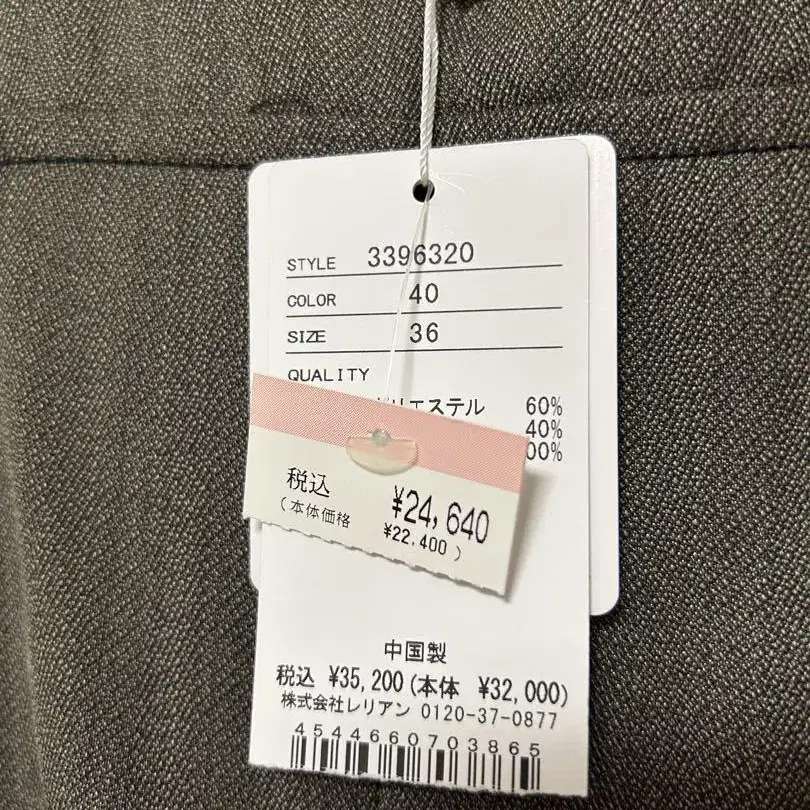 STYLE 3396320
COLOR 40
SIZE 36
QUALITY
リエステル 60%
40%
00%
税込 ¥24,640
(本体価格 ¥22,400)
中国製
税込 ¥35,200(本体 ¥32,000)
株式会社レリアン 0120-37-0877
4544660703865